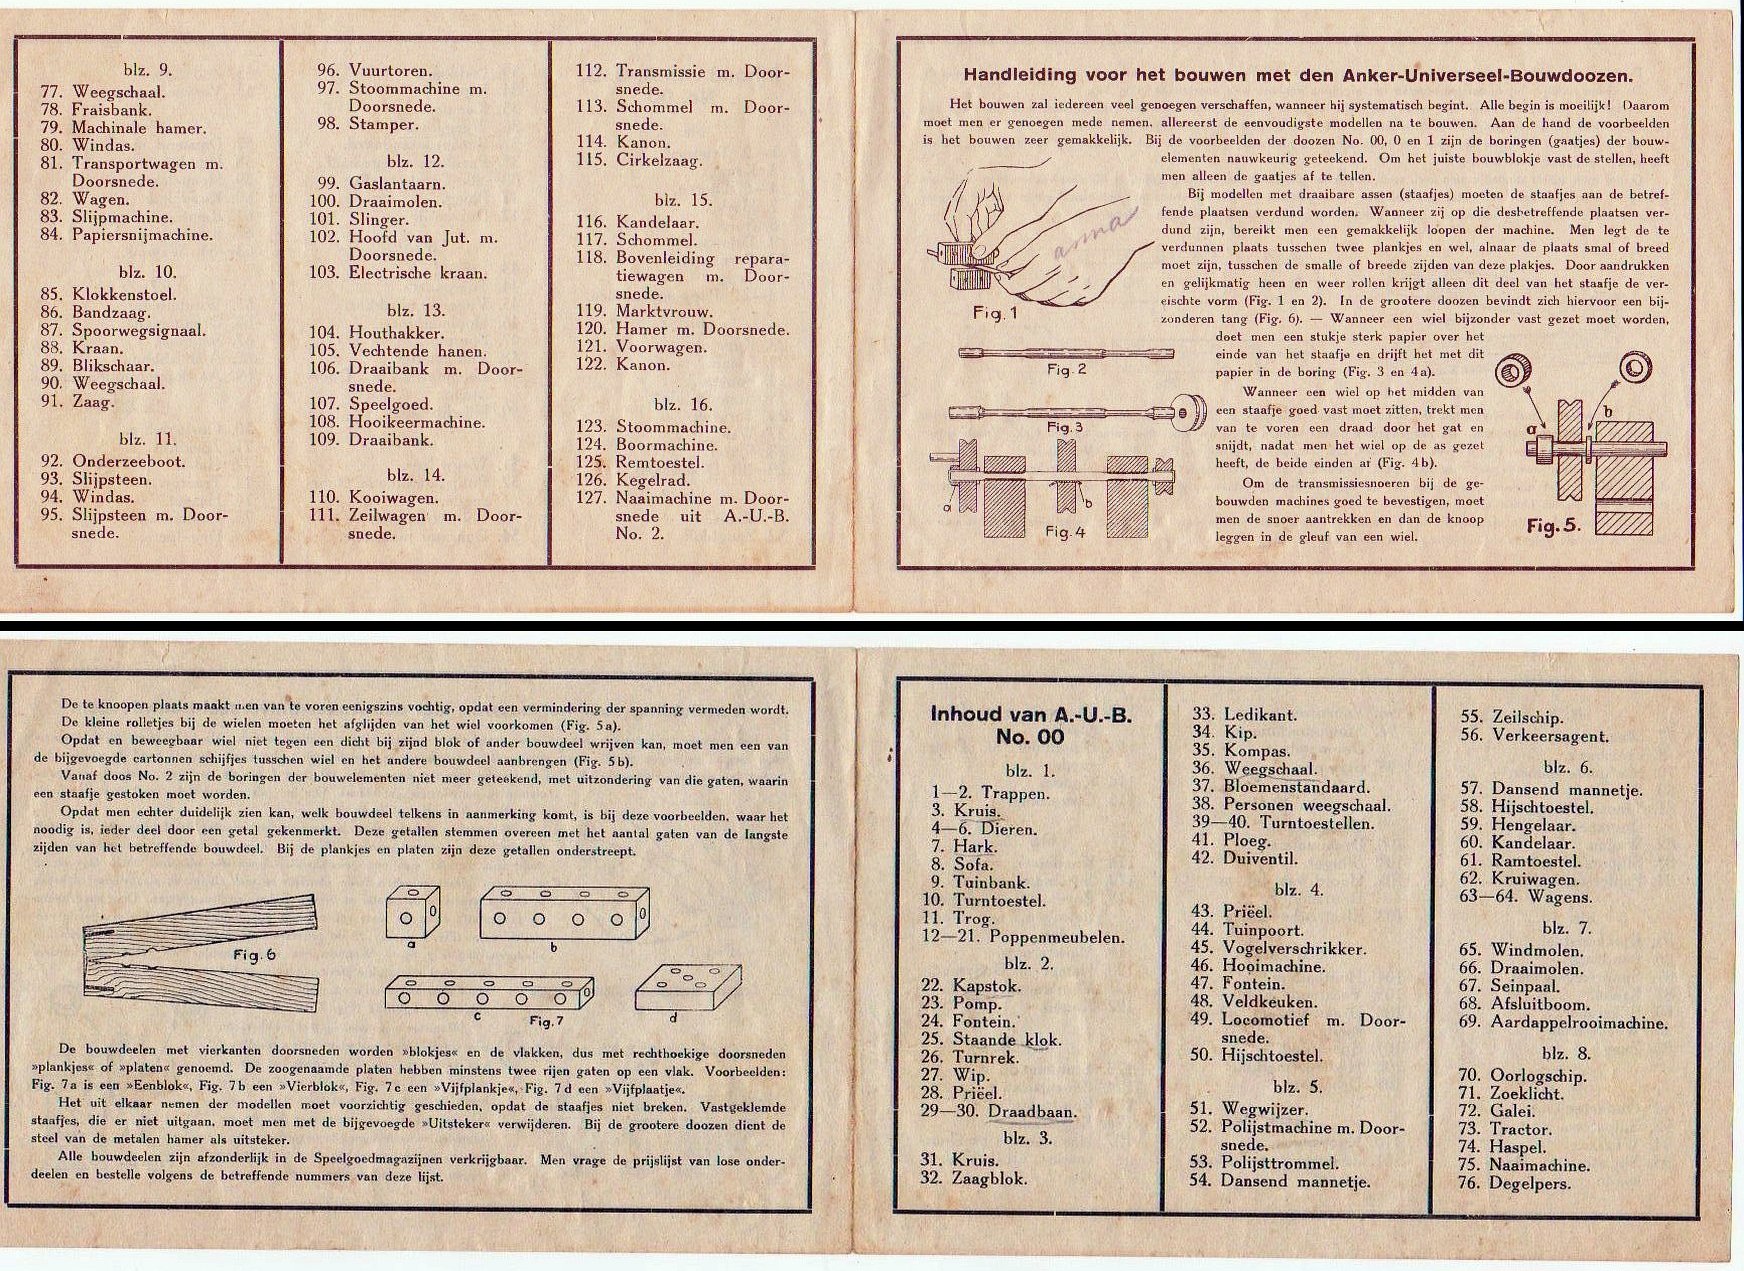 blz. 9.
77. Weegschaal.
78. Fraisbank.
79. Machinale hamer.
80. Windas.
81. Transportwagen m.
Doorsnede.
82. Wagen.
83. Slijpmachine.
84. Papiersnijmachine.
blz. 10.
85. Klokkenstoel.
86. Bandzaag.
87. Spoorwegsignaal.
88. Kraan.
89. Blikschaar.
90. Weegschaal.
91. Zaag.
blz. 11.
92. Onderzeeboot.
93. Slijpsteen.
94. Windas.
95. Slijpsteen m. Door-
snede.
96. Vuurtoren.
97. Stoommachine m.
Doorsnede.
98. Stamper.
blz. 12.
99. Gaslantaarn.
100. Draaimolen.
101. Slinger.
102. Hoofd van Jut. m.
Doorsnede.
103. Electrische kraan.
blz. 13.
104. Houthakker.
105. Vechtende hanen.
106. Draaibank m. Door-
snede.
107. Speelgoed.
108. Hooikeermachine.
109. Draaibank.
blz. 14.
110. Kooiwagen.
111. Zeilwagen m. Door-
snede.
112. Transmissie m. Door-
snede.
113. Schommel m. Door-
snede.
114. Kanon.
115. Cirkelzaag.
blz. 15.
116. Kandelaar.
117. Schommel.
118. Bovenleiding repara-
tiewagen m. Door-
snede.
119. Marktvrouw.
120. Hamer m. Doorsnede.
121. Voorwagen.
122. Kanon.
blz. 16.
123. Stoommachine.
124. Boormachine.
125. Remtoestel.
126. Kegelrad.
127. Naaimachine m. Door-
snede uit A.-U.-B.
No. 2.
Handleiding voor het bouwen met den Anker-Universeel-Bouwdoozen.
Het bouwen zal iedereen veel genoegen verschaffen, wanneer hij systematisch begint. Alle begin is moeilijk! Daarom
moet men er genoegen mede nemen, allereerst de eenvoudigste modellen na te bouwen. Aan de hand de voorbeelden
is het bouwen zeer gemakkelijk. Bij de voorbeelden der doozen No. 00, 0 en 1 zijn de boringen (gaatjes) der bouw-
elementen nauwkeurig geteekend. Om het juiste bouwblokje vast de stellen, heeft
men alleen de gaatjes af te tellen.
Bij modellen met draaibare assen (staafjes) moeten de staafjes aan de betref-
fende plaatsen verdund worden. Wanneer zij op die desbetreffende plaatsen ver-
dund zijn, bereikt men een gemakkelijk loopen der machine. Men legt de te
verdunnen plaats tusschen twee plankjes en wel, alnaar de plaats smal of breed
moet zijn, tusschen de smalle of breede zijden van deze plakjes. Door aandrukken
en gelijkmatig heen en weer rollen krijgt alleen dit deel van het staafje de ver-
eischte vorm (Fig. 1 en 2). In de grootere doozen bevindt zich hiervoor een bij-
zonderen tang (Fig. 6). — Wanneer een wiel bijzonder vast gezet moet worden,
doet men een stukje sterk papier over het
einde van het staafje en drijft het met dit
papier in de boring (Fig. 3 en 4a).
Wanneer een wiel op het midden van
een staafje goed vast moet zitten, trekt men
van te voren een draad door het gat en
snijdt, nadat men het wiel op de as gezet
heeft, de beide einden af (Fig. 4b).
Om de transmissiesnoeren bij de ge-
bouwden machines goed te bevestigen, moet
men de snoer aantrekken en dan de knoop
leggen in de gleuf van een wiel.
anna
Fig. 1
Fig. 2
Fig. 3
a
b
Fig. 4
a
b
Fig. 5.
De te knoopen plaats maakt men van te voren eenigszins vochtig, opdat een vermindering der spanning vermeden wordt.
De kleine rolletjes bij de wielen moeten het afglijden van het wiel voorkomen (Fig. 5a).
Opdat en beweegbaar wiel niet tegen een dicht bij zijnd blok of ander bouwdeel wrijven kan, moet men een van
de bijgevoegde cartonnen schijfjes tusschen wiel en het andere bouwdeel aanbrengen (Fig. 5b).
Vanaf doos No. 2 zijn de boringen der bouwelementen niet meer geteekend, met uitzondering van die gaten, waarin
een staafje gestoken moet worden.
Opdat men echter duidelijk zien kan, welk bouwdeel telkens in aanmerking komt, is bij deze voorbeelden, waar het
noodig is, ieder deel door een getal gekenmerkt. Deze getallen stemmen overeen met het aantal gaten van de langste
zijden van het betreffende bouwdeel. Bij de plankjes en platen zijn deze getallen onderstreept.
Fig. 6
a
b
c
Fig. 7
d
De bouwdeelen met vierkanten doorsneden worden »blokjes« en de vlakken, dus met rechthoekige doorsneden
»plankjes« of »platen« genoemd. De zoogenaamde platen hebben minstens twee rijen gaten op een vlak. Voorbeelden:
Fig. 7a is een »Eenblok«, Fig. 7b een »Vierblok«, Fig. 7c een »Vijfplankje«, Fig. 7d een »Vijfplaatje«.
Het uit elkaar nemen der modellen moet voorzichtig geschieden, opdat de staafjes niet breken. Vastgeklemde
staafjes, die er niet uitgaan, moet men met de bijgevoegde »Uitsteker« verwijderen. Bij de grootere doozen dient de
steel van de metalen hamer als uitsteker.
Alle bouwdeelen zijn afzonderlijk in de Speelgoedmagazijnen verkrijgbaar. Men vrage de prijslijst van lose onder-
deelen en bestelle volgens de betreffende nummers van deze lijst.
Inhoud van A.-U.-B.
No. 00
blz. 1.
1—2. Trappen.
3. Kruis.
4—6. Dieren.
7. Hark.
8. Sofa.
9. Tuinbank.
10. Turntoestel.
11. Trog.
12—21. Poppenmeubelen.
blz. 2.
22. Kapstok.
23. Pomp.
24. Fontein.
25. Staande klok.
26. Turnrek.
27. Wip.
28. Priëel.
29—30. Draadbaan.
blz. 3.
31. Kruis.
32. Zaagblok.
33. Ledikant.
34. Kip.
35. Kompas.
36. Weegschaal.
37. Bloemenstandaard.
38. Personen weegschaal.
39—40. Turntoestellen.
41. Ploeg.
42. Duiventil.
blz. 4.
43. Priëel.
44. Tuinpoort.
45. Vogelverschrikker.
46. Hooimachine.
47. Fontein.
48. Veldkeuken.
49. Locomotief m. Door-
snede.
50. Hijschtoestel.
blz. 5.
51. Wegwijzer.
52. Polijstmachine m. Door-
snede.
53. Polijsttrommel.
54. Dansend mannetje.
55. Zeilschip.
56. Verkeersagent.
blz. 6.
57. Dansend mannetje.
58. Hijschtoestel.
59. Hengelaar.
60. Kandelaar.
61. Ramtoestel.
62. Kruiwagen.
63—64. Wagens.
blz. 7.
65. Windmolen.
66. Draaimolen.
67. Seinpaal.
68. Afsluitboom.
69. Aardappelrooimachine.
blz. 8.
70. Oorlogschip.
71. Zoeklicht.
72. Galei.
73. Tractor.
74. Haspel.
75. Naaimachine.
76. Degelpers.